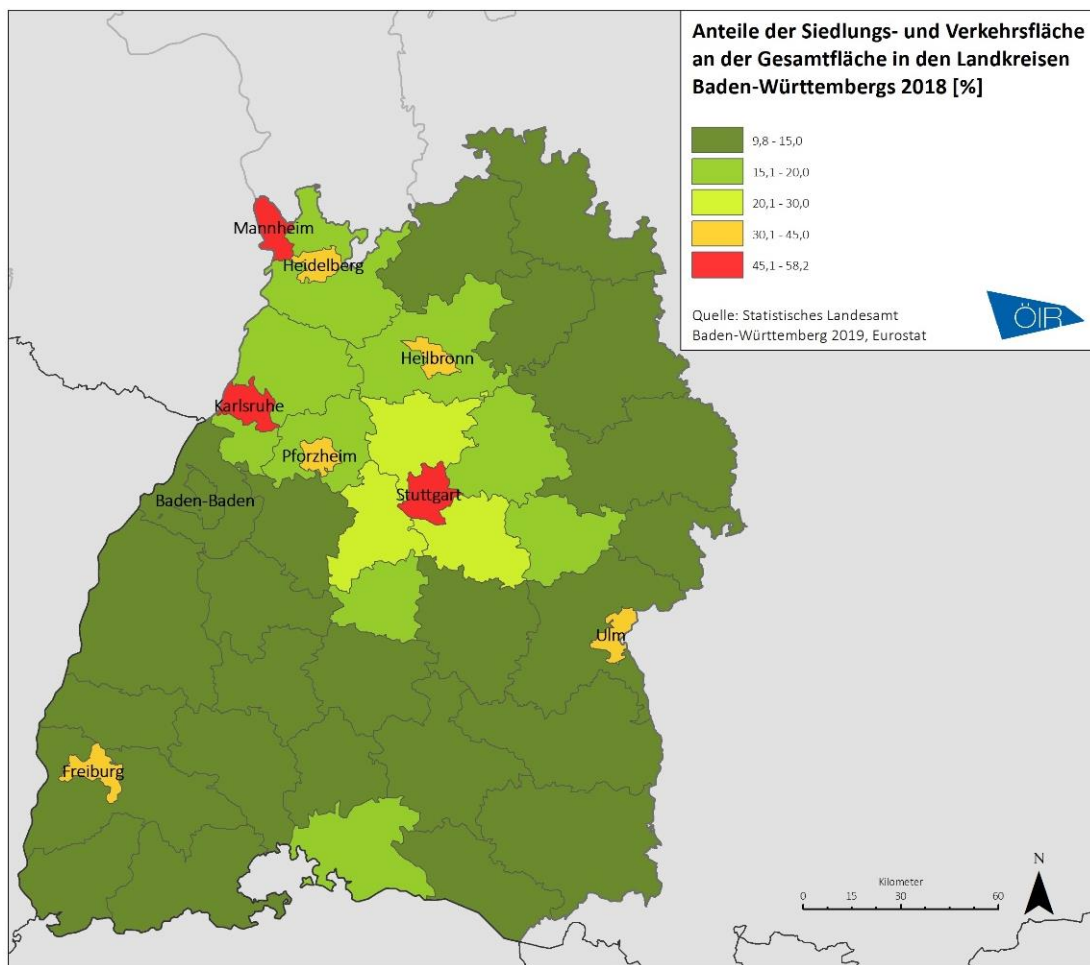 Anteile der Siedlungs- und Verkehrsfläche
an der Gesamtfläche in den Landkreisen
Baden-Württembergs 2018 [%]
9,8 - 15,0
15,1 - 20,0
20,1 - 30,0
30,1 - 45,0
45,1 - 58,2
Quelle: Statistisches Landesamt
Baden-Württemberg 2019, Eurostat
ÖIR
Mannheim
Heidelberg
Heilbronn
Karlsruhe
Pforzheim
Stuttgart
Baden-Baden
Ulm
Freiburg
N
Kilometer
0 15 30 60